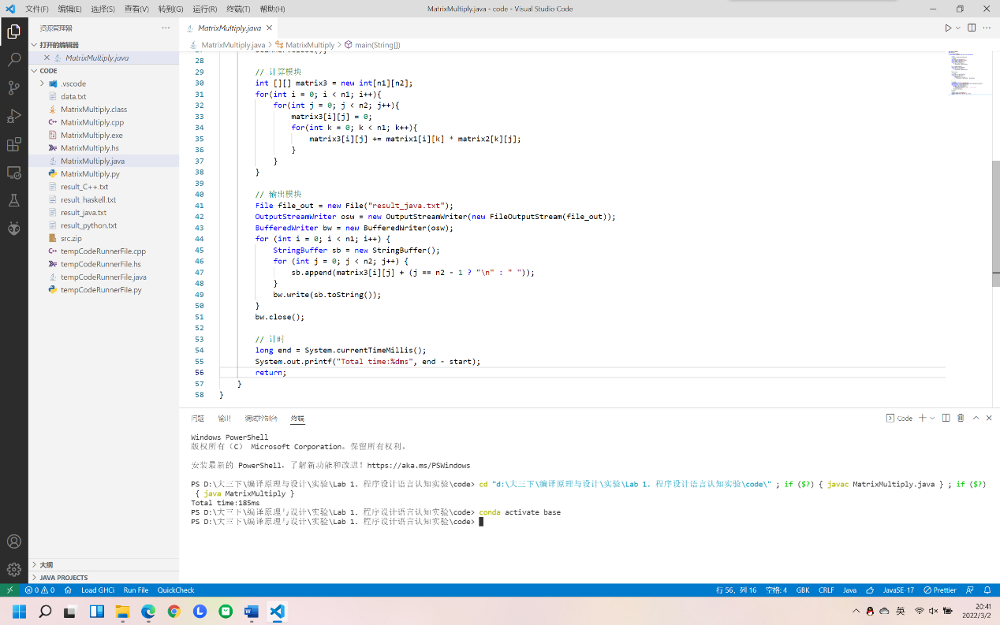 文件(F) 编辑(E) 选择(S) 查看(V) 转到(G) 运行(R) 终端(T) 帮助(H) MatrixMultiply.java - code - Visual Studio Code
资源管理器
打开的编辑器
MatrixMultiply.java
CODE
.vscode
data.txt
MatrixMultiply.class
MatrixMultiply.cpp
MatrixMultiply.exe
MatrixMultiply.hs
MatrixMultiply.java
MatrixMultiply.py
result_C++.txt
result_haskell.txt
result_java.txt
result_python.txt
src.zip
tempCodeRunnerFile.cpp
tempCodeRunnerFile.hs
tempCodeRunnerFile.java
tempCodeRunnerFile.py
大纲
JAVA PROJECTS
MatrixMultiply.java
MatrixMultiply.java > MatrixMultiply > main(String[])
28
29 // 计算模块
30 int [][] matrix3 = new int[n1][n2];
31 for(int i = 0; i < n1; i++){
32 for(int j = 0; j < n2; j++){
33 matrix3[i][j] = 0;
34 for(int k = 0; k < n1; k++){
35 matrix3[i][j] += matrix1[i][k] * matrix2[k][j];
36 }
37 }
38 }
39
40 // 输出模块
41 File file_out = new File("result_java.txt");
42 OutputStreamWriter osw = new OutputStreamWriter(new FileOutputStream(file_out));
43 BufferedWriter bw = new BufferedWriter(osw);
44 for (int i = 0; i < n1; i++) {
45 StringBuffer sb = new StringBuffer();
46 for (int j = 0; j < n2; j++) {
47 sb.append(matrix3[i][j] + (j == n2 - 1 ? "\n" : " "));
48 }
49 bw.write(sb.toString());
50 }
51 bw.close();
52
53 // 计时
54 long end = System.currentTimeMillis();
55 System.out.printf("Total time:%dms", end - start);
56 return;
57 }
58 }
问题 输出 调试控制台 终端 Code
Windows PowerShell
版权所有（C） Microsoft Corporation。保留所有权利。
安装最新的 PowerShell，了解新功能和改进！https://aka.ms/PSWindows
PS D:\大三下\编译原理与设计\实验\Lab 1. 程序设计语言认知实验\code> cd "d:\大三下\编译原理与设计\实验\Lab 1. 程序设计语言认知实验\code\" ; if ($?) { javac MatrixMultiply.java } ; if ($?)
{ java MatrixMultiply }
Total time:185ms
PS D:\大三下\编译原理与设计\实验\Lab 1. 程序设计语言认知实验\code> conda activate base
PS D:\大三下\编译原理与设计\实验\Lab 1. 程序设计语言认知实验\code>
0 0 Load GHCi Run File QuickCheck 行 56，列 16 空格: 4 GBK CRLF Java JavaSE-17 Prettier
英 20:41
2022/3/2